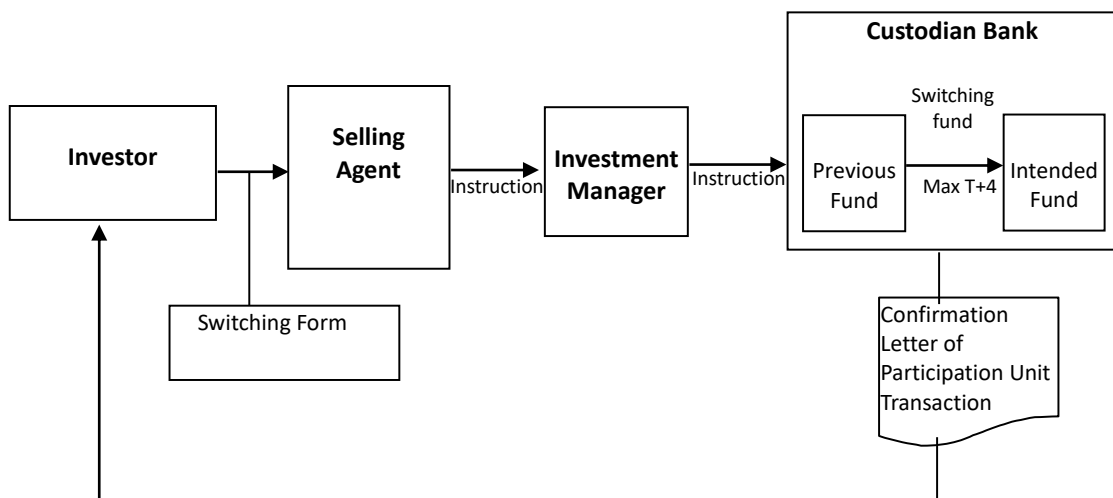 Custodian Bank
Investor
Selling
Agent
Instruction
Investment
Manager
Instruction
Switching
fund
Previous
Fund
Max T+4
Intended
Fund
Switching Form
Confirmation
Letter of
Participation Unit
Transaction